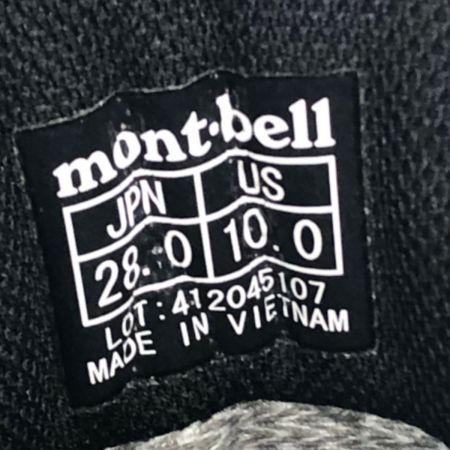 mont·bell
JPN US
28.0 10.0
LOT:412045107
MADE IN VIETNAM